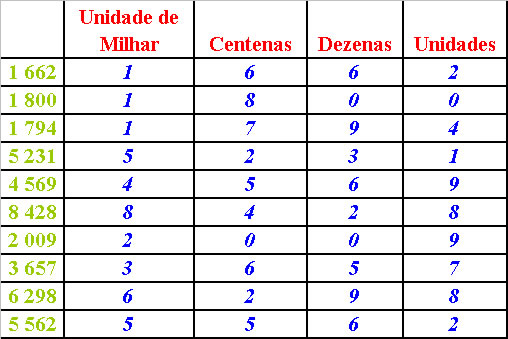 Unidade de Milhar Centenas Dezenas Unidades
1 662 1 6 6 2
1 800 1 8 0 0
1 794 1 7 9 4
5 231 5 2 3 1
4 569 4 5 6 9
8 428 8 4 2 8
2 009 2 0 0 9
3 657 3 6 5 7
6 298 6 2 9 8
5 562 5 5 6 2